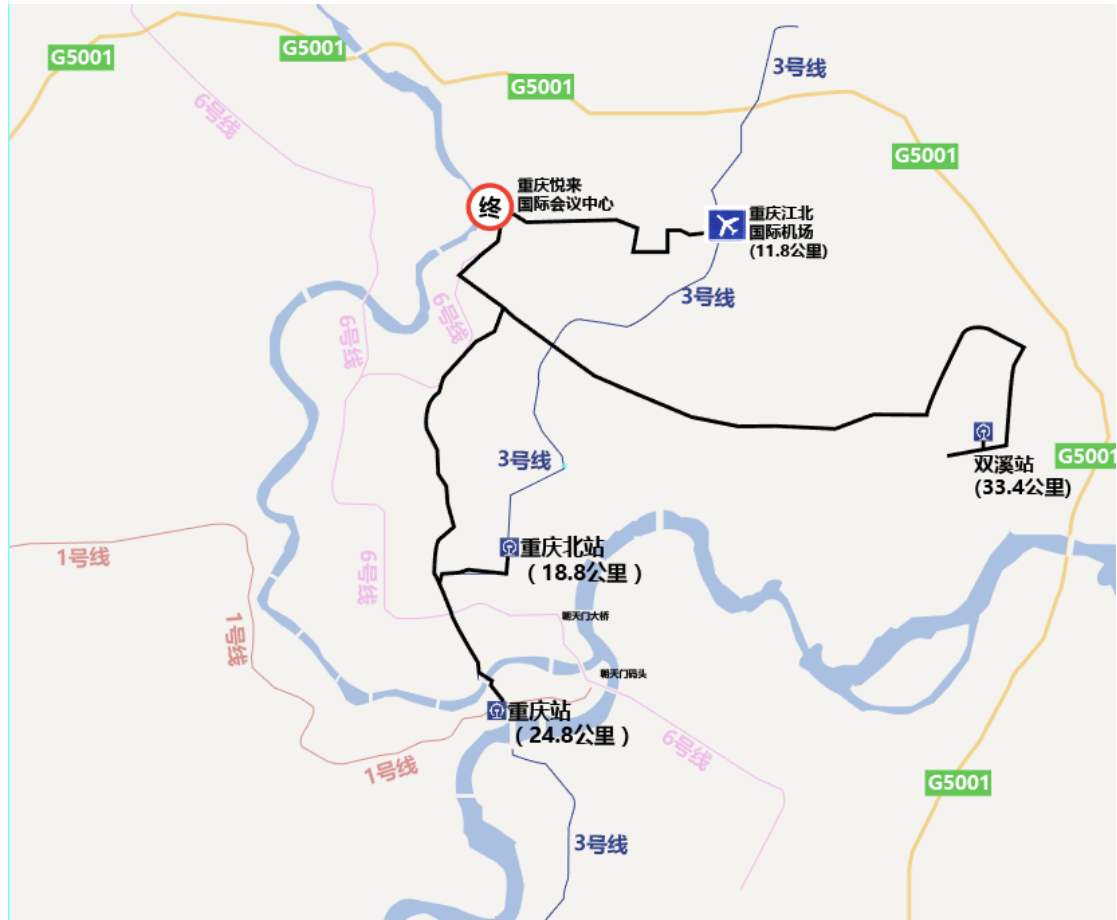 G5001
G5001
3号线
G5001
6号线
G5001
重庆悦来
国际会议中心
终
重庆江北
国际机场
(11.8公里)
3号线
6号线
6号线
3号线
G5001
双溪站
(33.4公里)
1号线
重庆北站
（18.8公里）
6号线
朝天门大桥
1号线
朝天门码头
重庆站
（24.8公里）
6号线
1号线
G5001
3号线